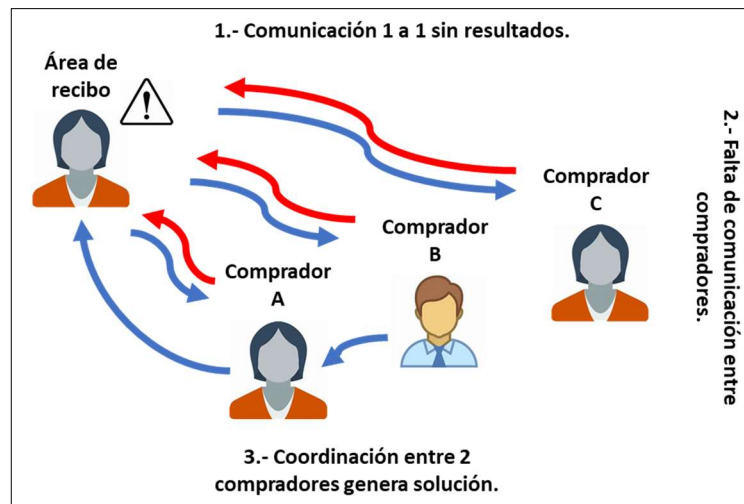 1.- Comunicación 1 a 1 sin resultados.
Área de
recibo
Comprador
C
Comprador
B
Comprador
A
2.- Falta de comunicación entre
compradores.
3.- Coordinación entre 2
compradores genera solución.